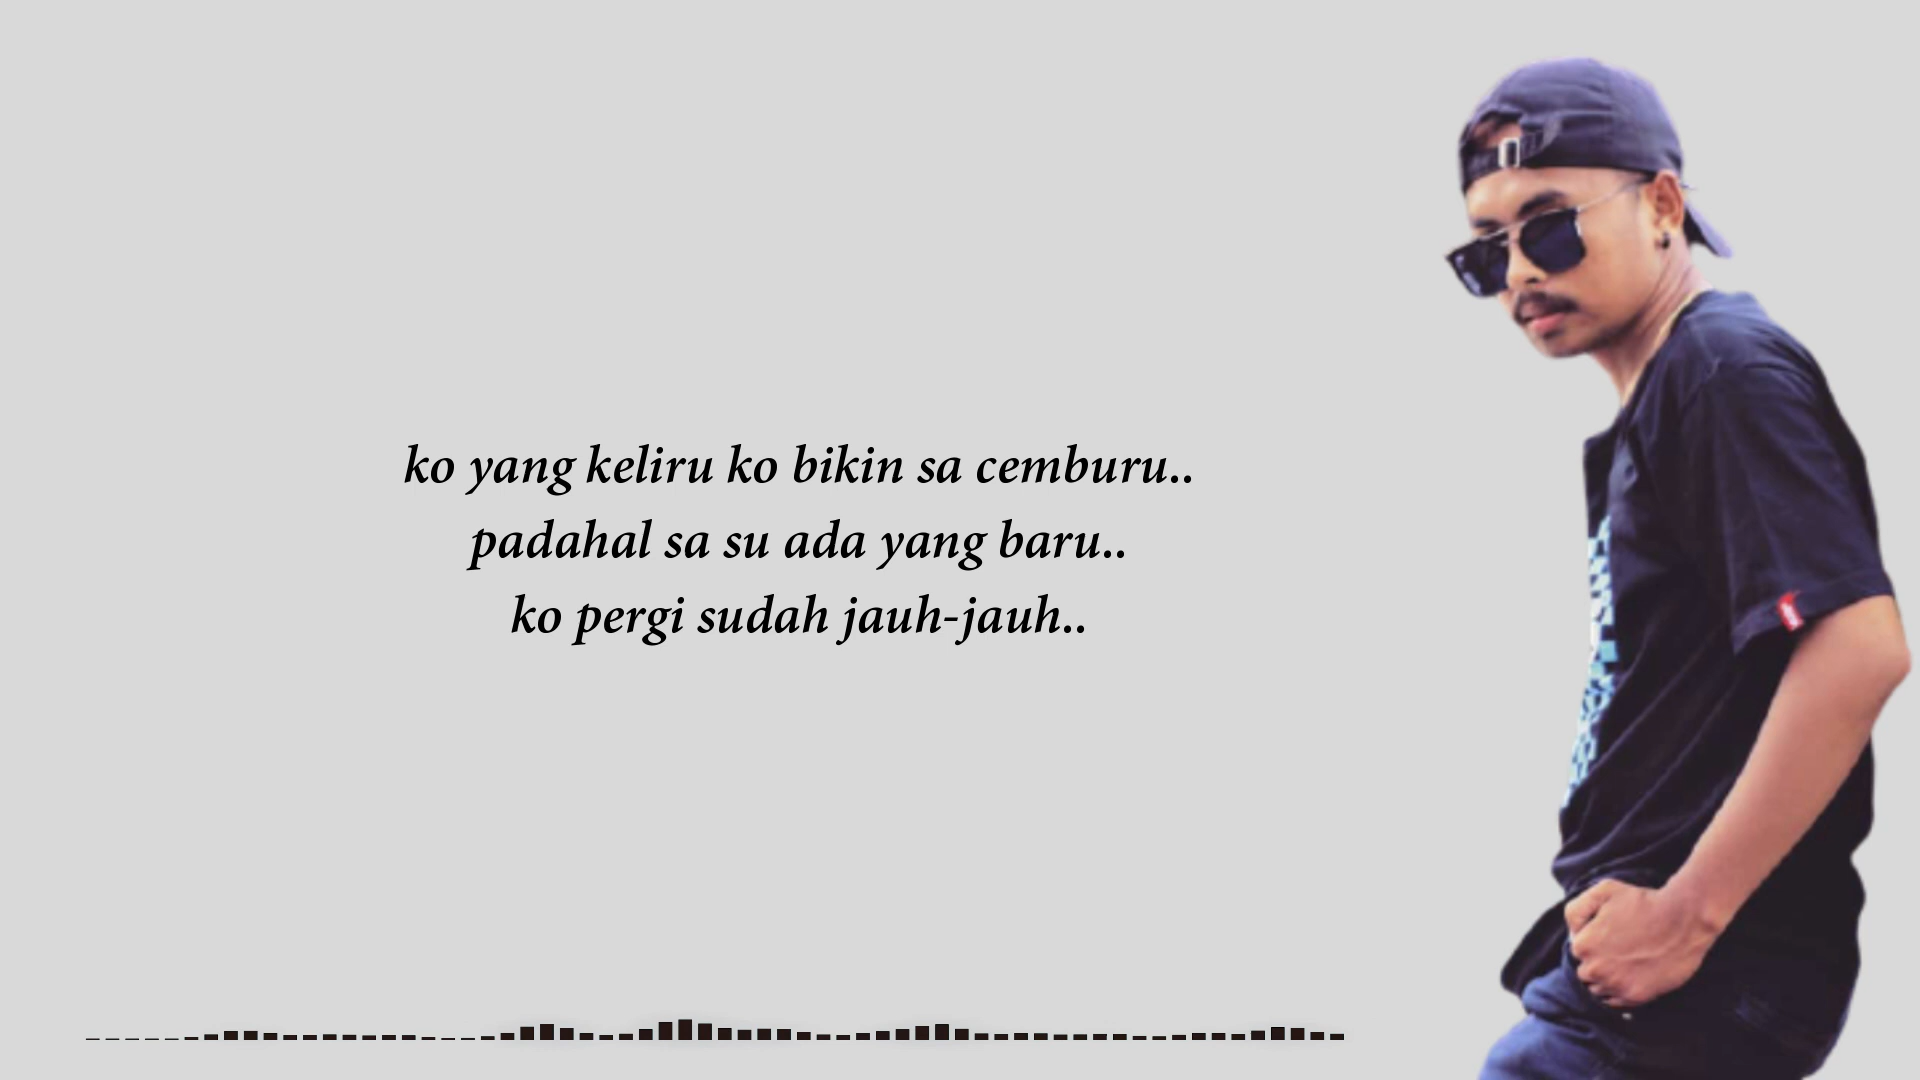 ko yang keliru ko bikin sa cemburu..
padahal sa su ada yang baru..
ko pergi sudah jauh-jauh..